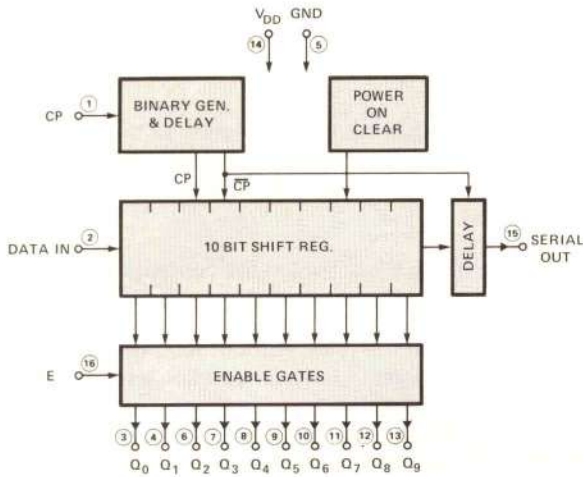 V_DD GND
14 5
CP 1
BINARY GEN.
& DELAY
POWER
ON
CLEAR
CP C̅P̅
DATA IN 2
10 BIT SHIFT REG.
DELAY
15 SERIAL
OUT
E 16
ENABLE GATES
3 4 6 7 8 9 10 11 12 13
Q0 Q1 Q2 Q3 Q4 Q5 Q6 Q7 Q8 Q9